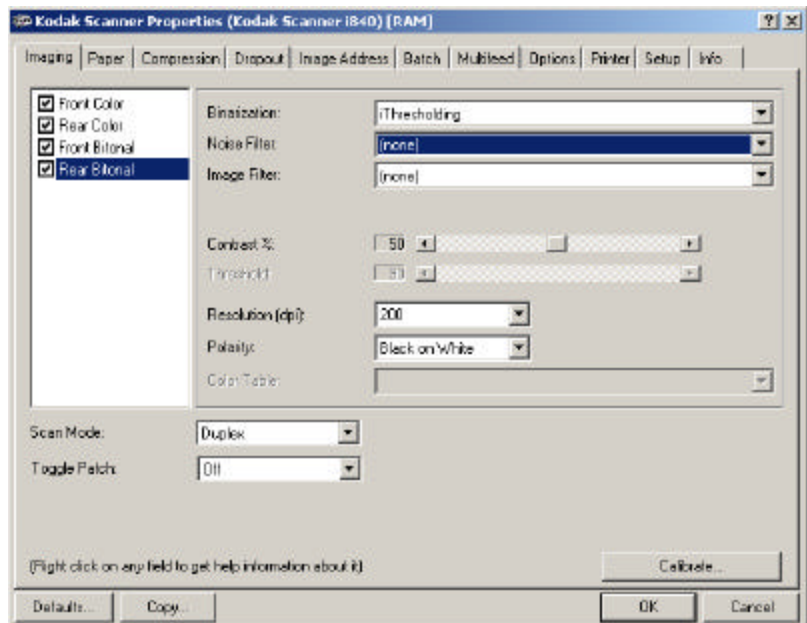 Kodak Scanner Properties (Kodak Scanner i840) [RAM]
Imaging Paper Compression Dropout Image Address Batch Multifeed Options Printer Setup Info
Front Color
Rear Color
Front Bitonal
Rear Bitonal
Binarization: iThresholding
Noise Filter: (none)
Image Filter: (none)
Contrast %: 50
Threshold:
Resolution (dpi): 200
Polarity: Black on White
Color Table:
Scan Mode: Duplex
Toggle Patch: Off
(Right click on any field to get help information about it)
Calibrate...
Defaults... Copy... OK Cancel